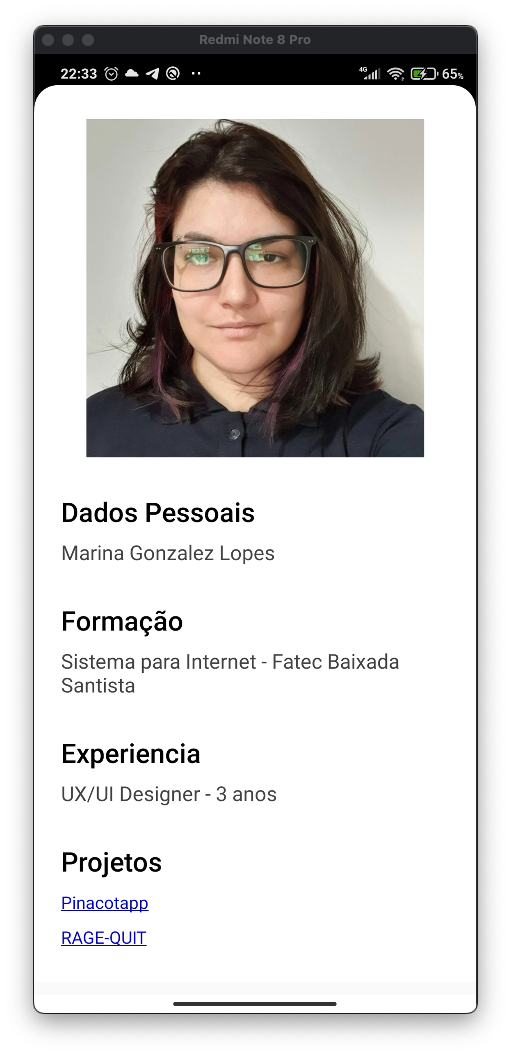 Redmi Note 8 Pro
22:33
4G
65%
Dados Pessoais
Marina Gonzalez Lopes
Formação
Sistema para Internet - Fatec Baixada
Santista
Experiencia
UX/UI Designer - 3 anos
Projetos
Pinacotapp
RAGE-QUIT